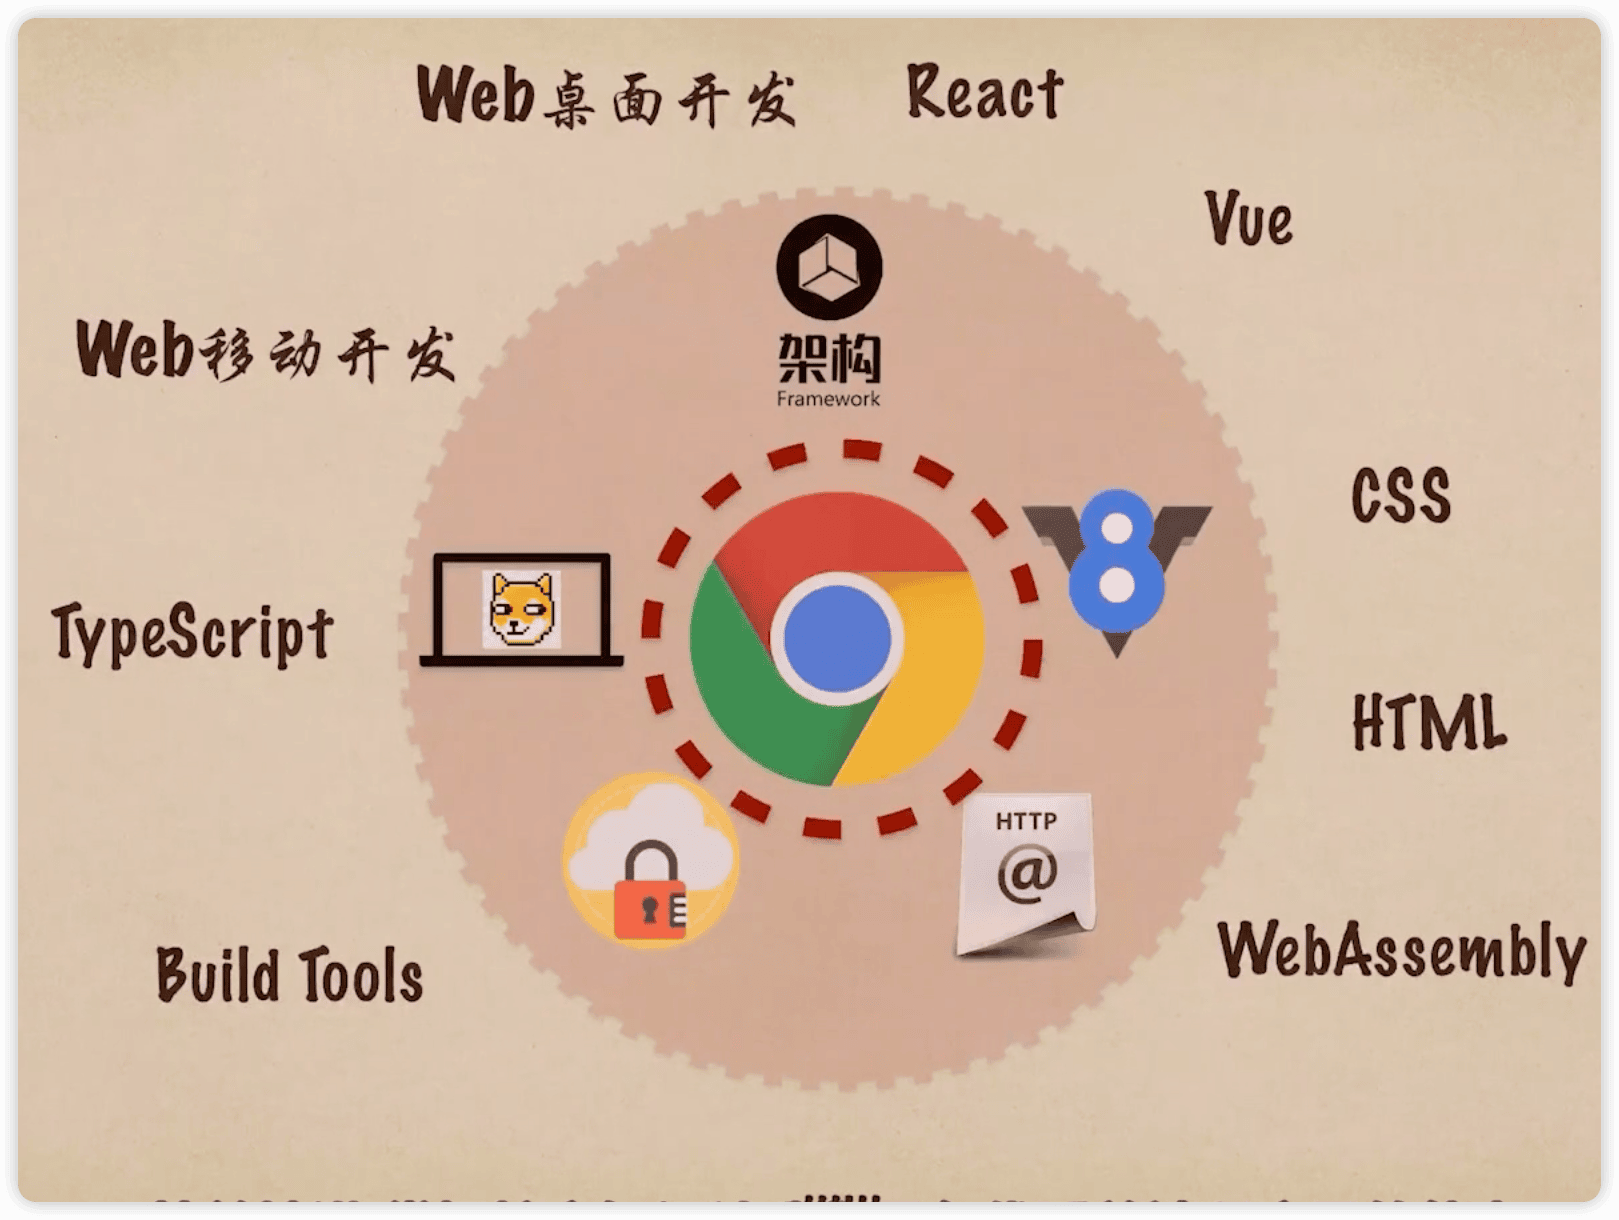 Web桌面开发
React
Vue
架构
Framework
Web移动开发
CSS
8
TypeScript
HTML
HTTP
@
WebAssembly
Build Tools